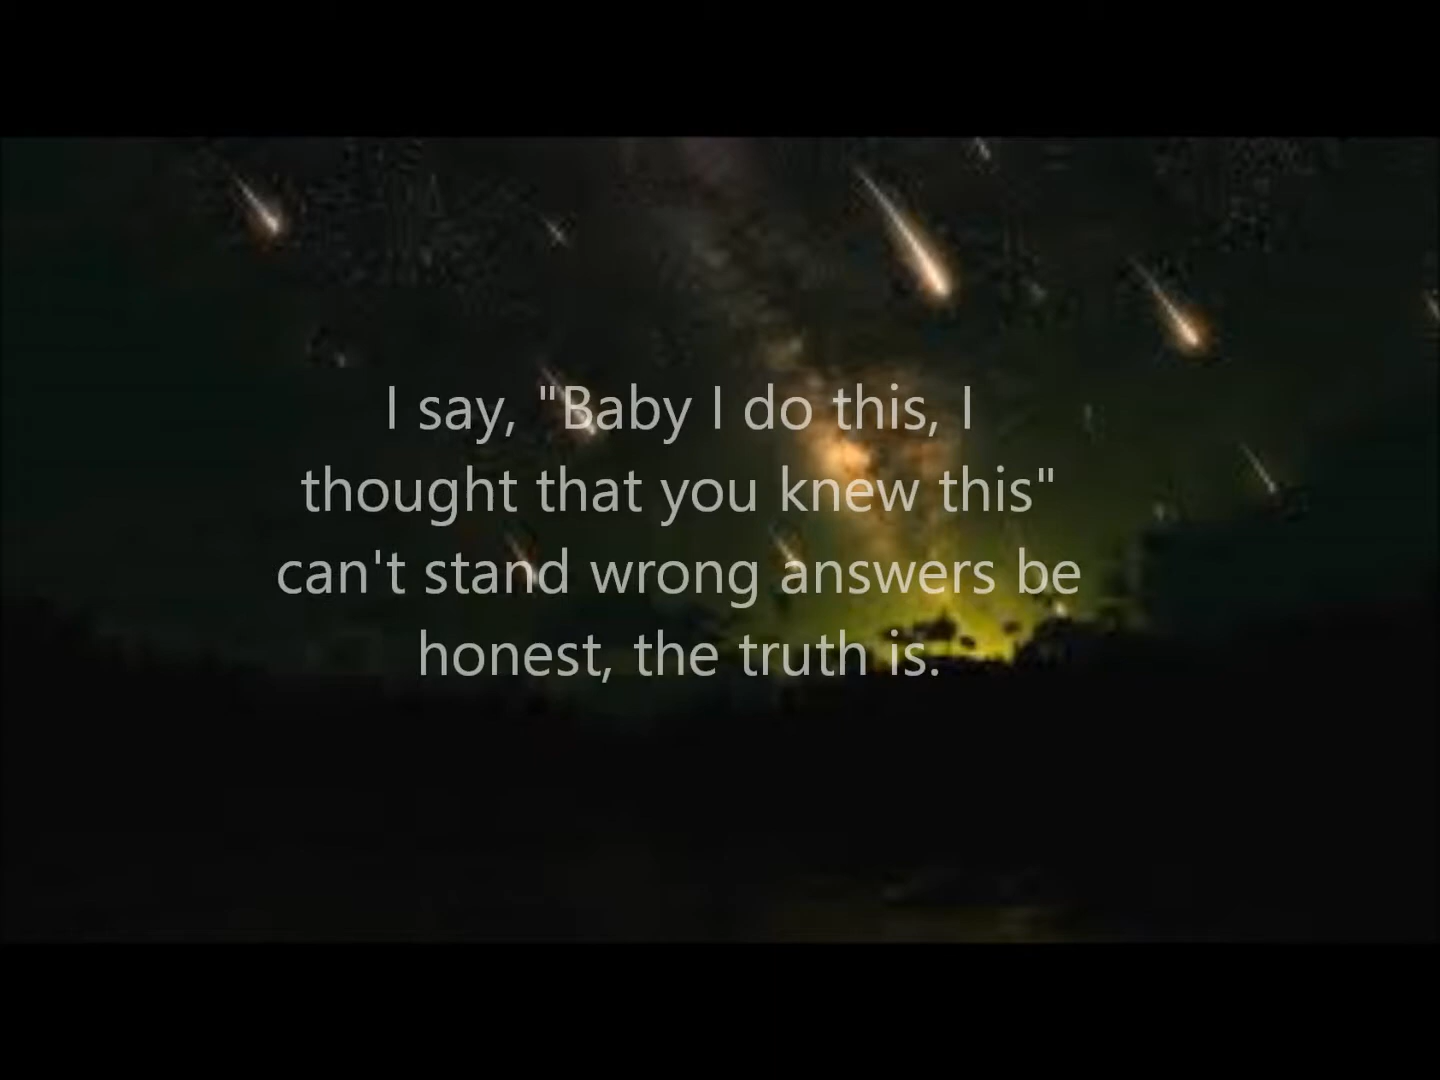 I say, "Baby I do this, I
thought that you knew this"
can't stand wrong answers be
honest, the truth is.